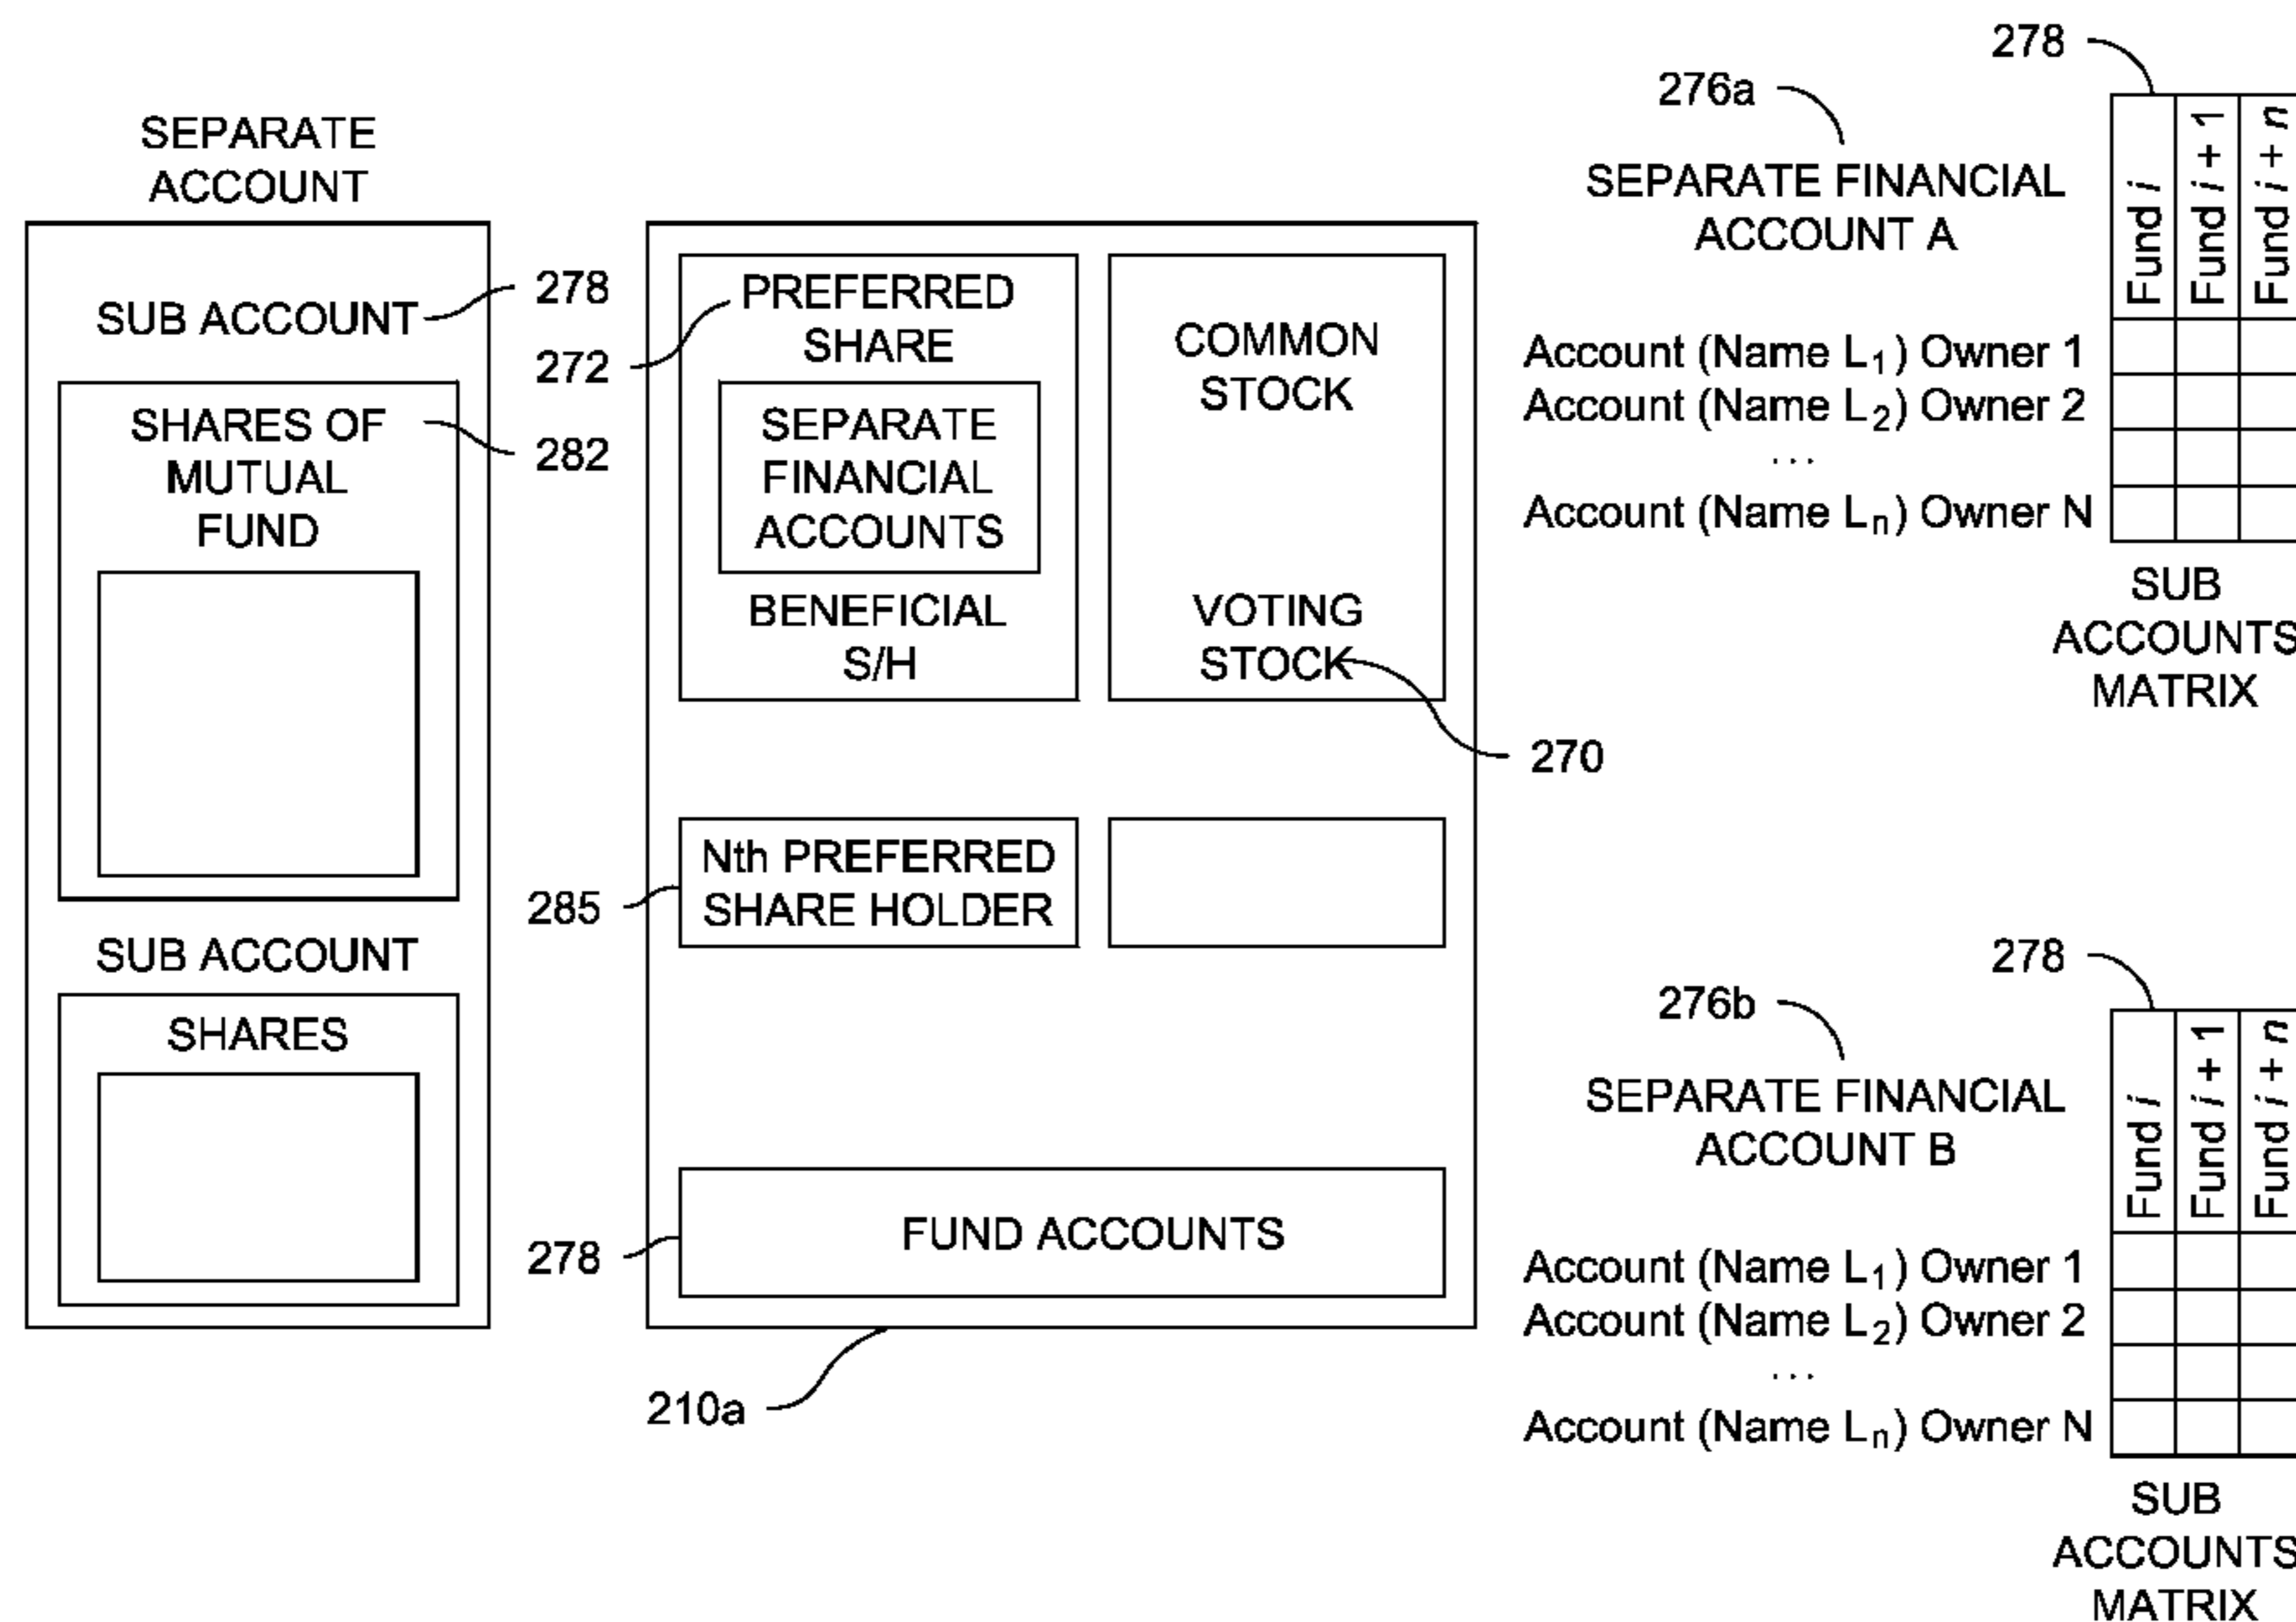 SEPARATE
ACCOUNT
SUB ACCOUNT
278
SHARES OF
MUTUAL
FUND
282
SUB ACCOUNT
SHARES
272
PREFERRED
SHARE
SEPARATE
FINANCIAL
ACCOUNTS
BENEFICIAL
S/H
COMMON
STOCK
VOTING
STOCK
270
285
Nth PREFERRED
SHARE HOLDER
278
FUND ACCOUNTS
210a
276a
SEPARATE FINANCIAL
ACCOUNT A
278
Fund i
Fund i + 1
Fund i + n
Account (Name L₁) Owner 1
Account (Name L₂) Owner 2
...
Account (Name Lₙ) Owner N
SUB
ACCOUNTS
MATRIX
276b
SEPARATE FINANCIAL
ACCOUNT B
278
Fund i
Fund i + 1
Fund i + n
Account (Name L₁) Owner 1
Account (Name L₂) Owner 2
...
Account (Name Lₙ) Owner N
SUB
ACCOUNTS
MATRIX